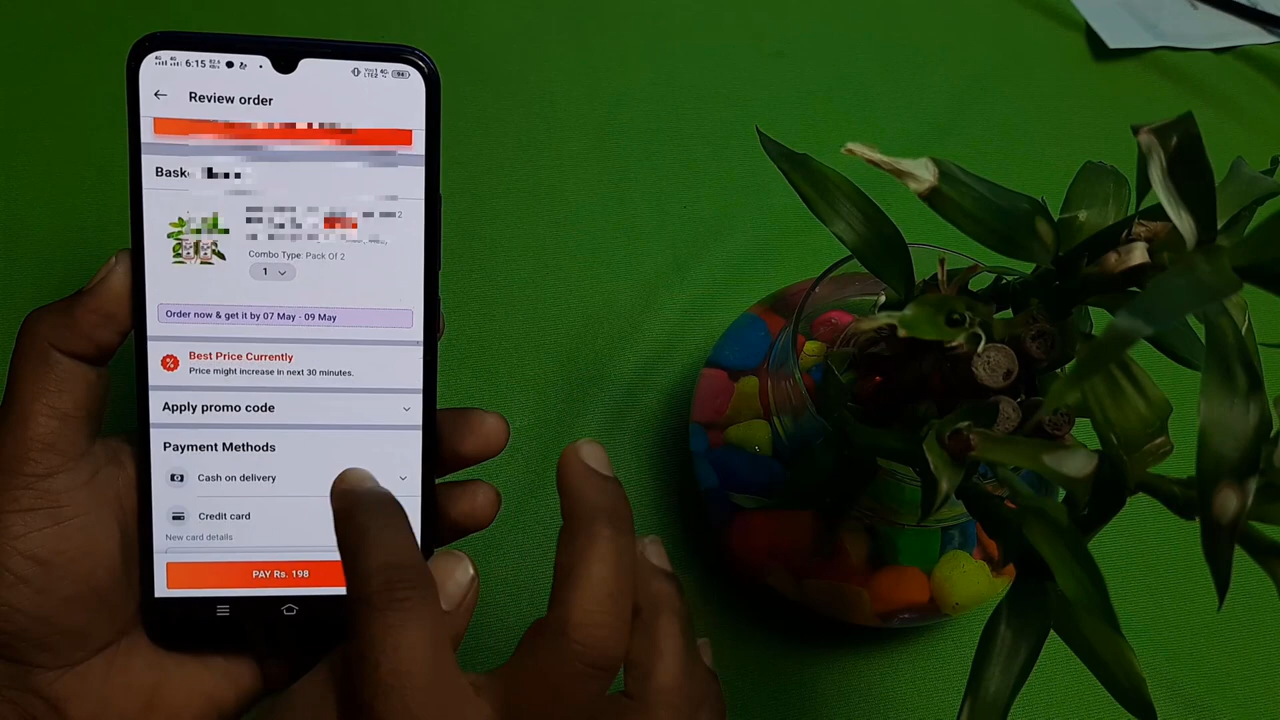 6:15
94
Review order
2
Combo Type: Pack Of 2
1
Order now & get it by 07 May - 09 May
Best Price Currently
Price might increase in next 30 minutes.
Apply promo code
Payment Methods
Cash on delivery
Credit card
New card details
PAY Rs. 198